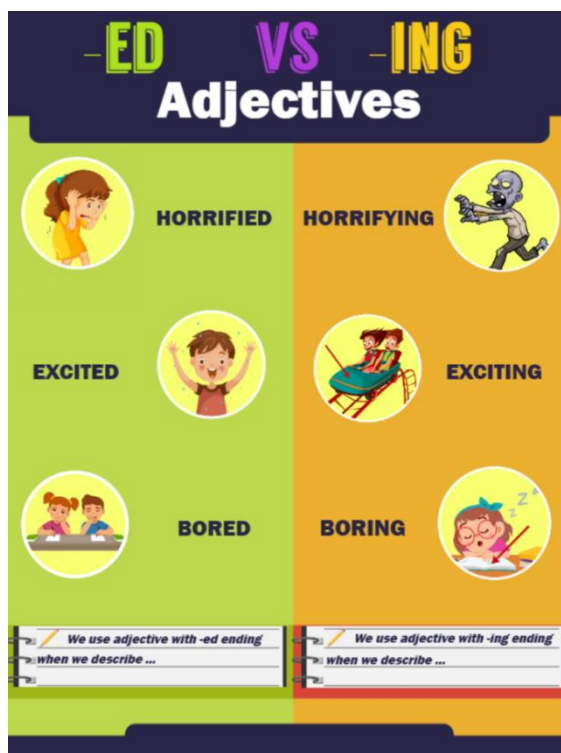 –ED VS –ING
Adjectives
HORRIFIED HORRIFYING
EXCITED EXCITING
BORED BORING
We use adjective with -ed ending
when we describe ...
We use adjective with -ing ending
when we describe ...